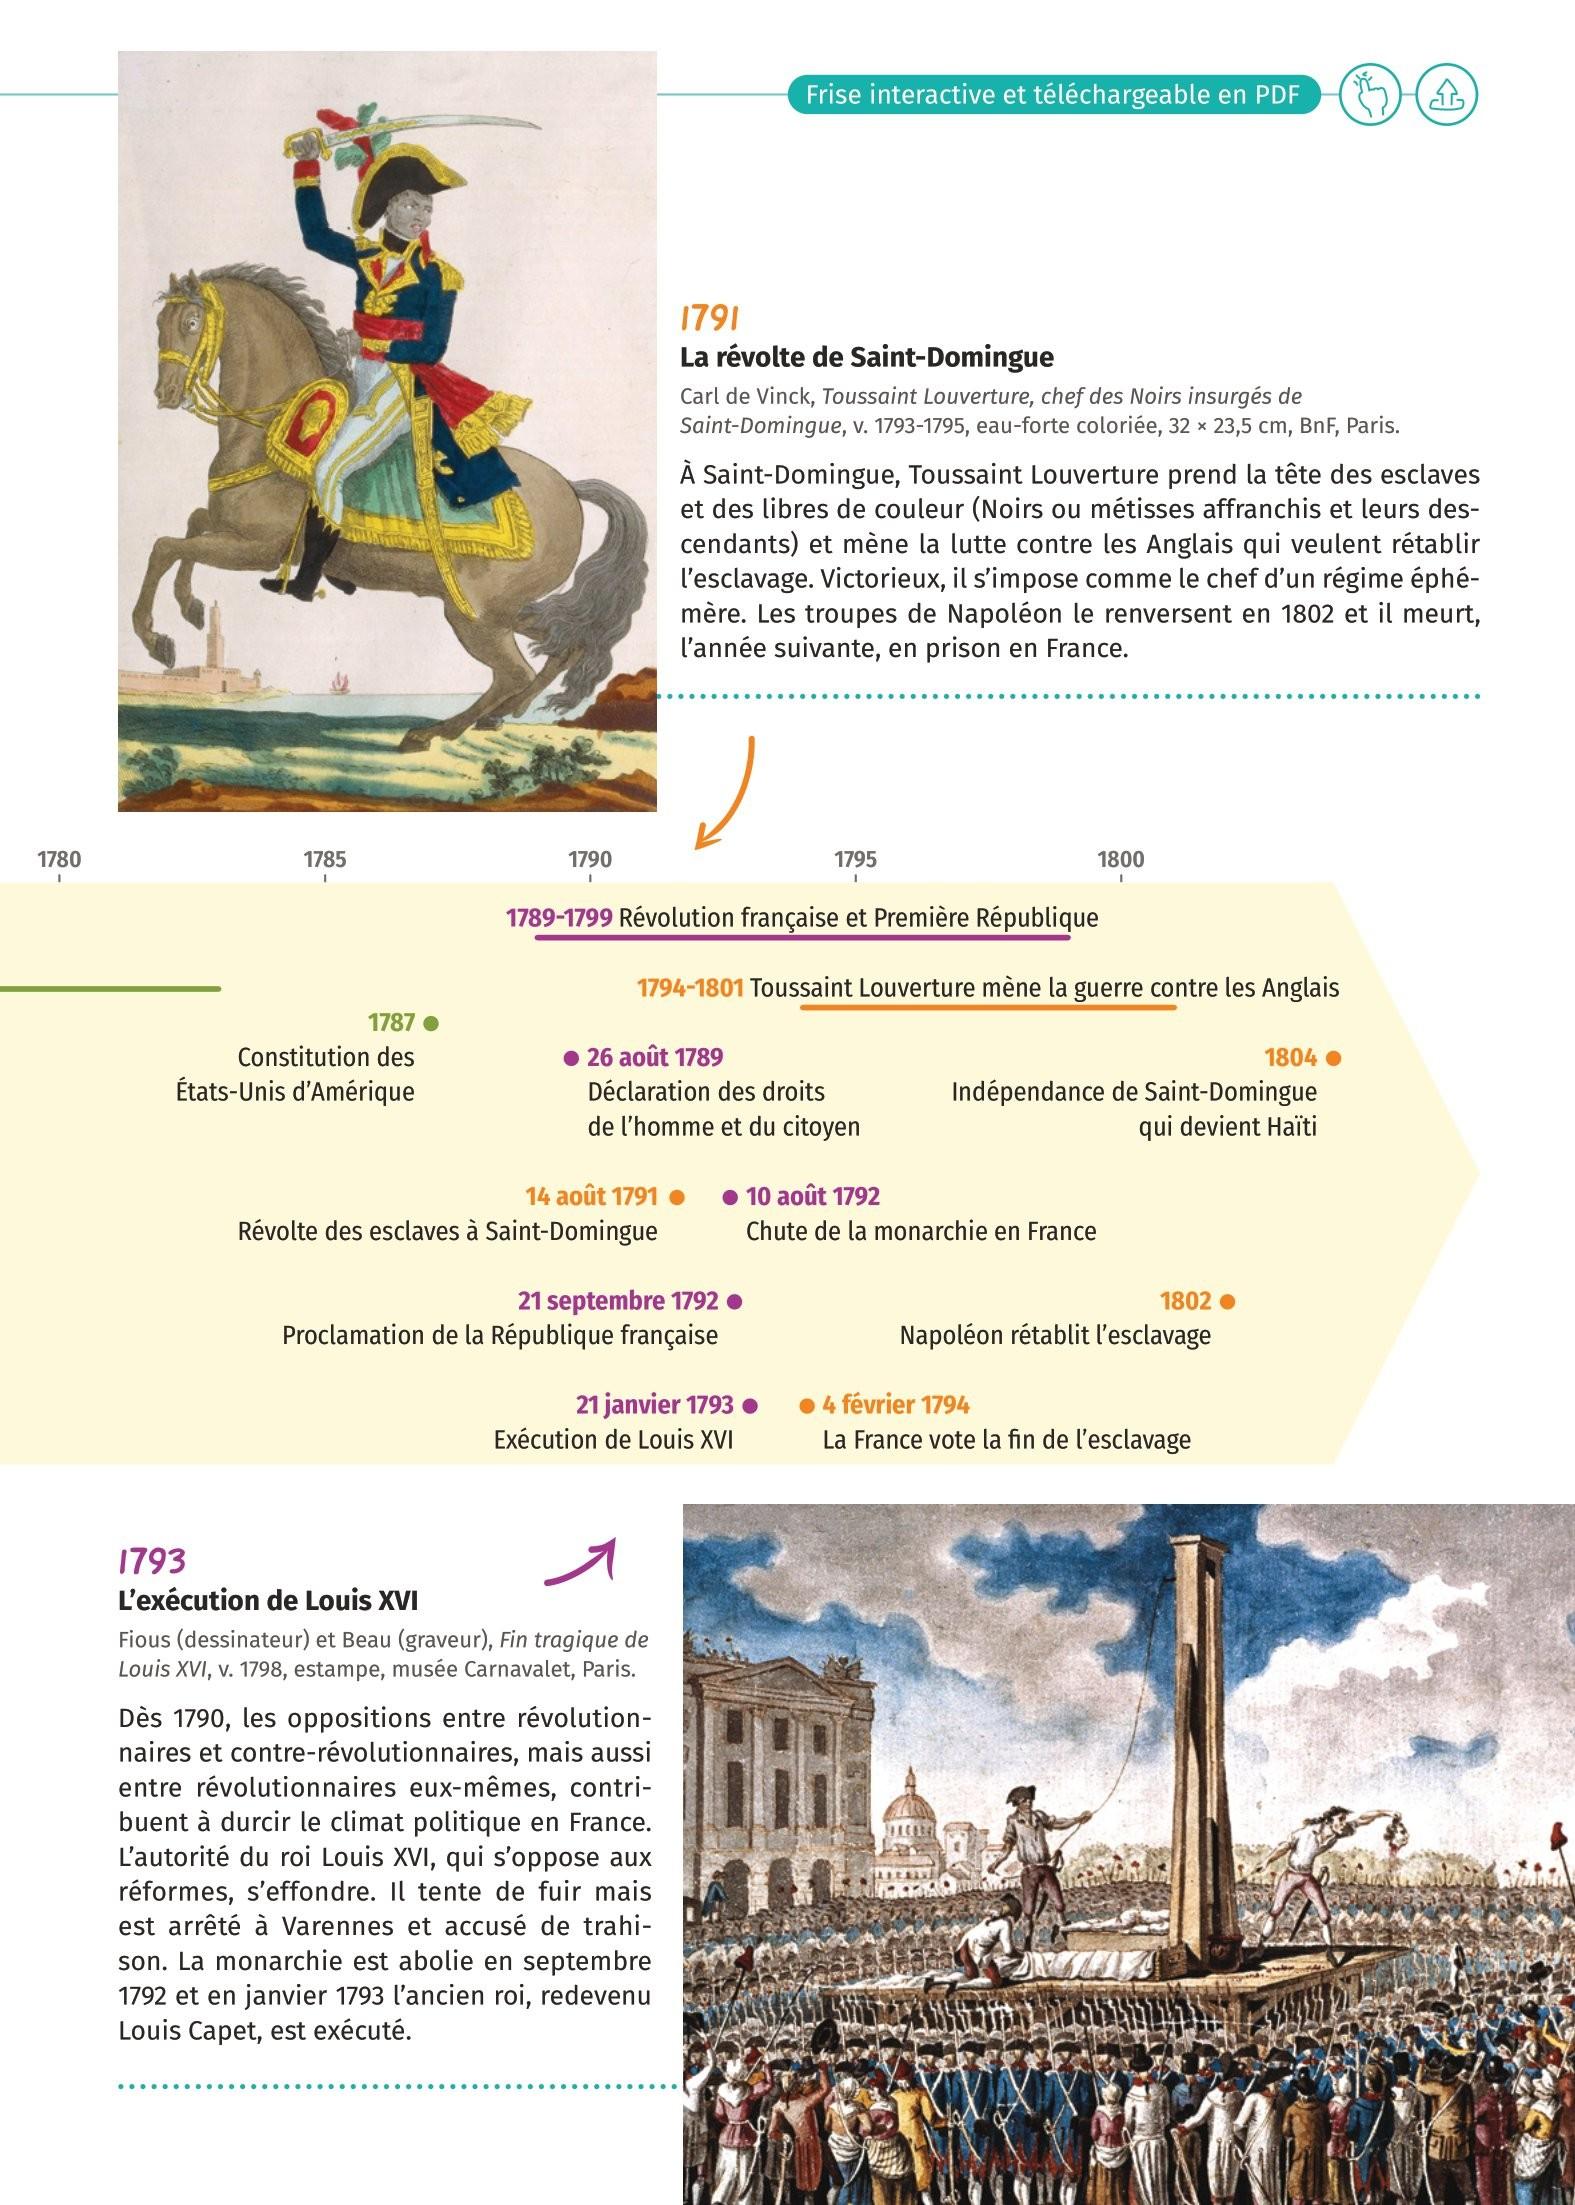 Frise interactive et téléchargeable en PDF
1791
La révolte de Saint-Domingue
Carl de Vinck, Toussaint Louverture, chef des Noirs insurgés de
Saint-Domingue, v. 1793-1795, eau-forte coloriée, 32 × 23,5 cm, BnF, Paris.
À Saint-Domingue, Toussaint Louverture prend la tête des esclaves
et des libres de couleur (Noirs ou métisses affranchis et leurs des-
cendants) et mène la lutte contre les Anglais qui veulent rétablir
l’esclavage. Victorieux, il s’impose comme le chef d’un régime éphé-
mère. Les troupes de Napoléon le renversent en 1802 et il meurt,
l’année suivante, en prison en France.
1780 1785 1790 1795 1800
1789-1799 Révolution française et Première République
1794-1801 Toussaint Louverture mène la guerre contre les Anglais
1787
Constitution des
États-Unis d’Amérique
26 août 1789
Déclaration des droits
de l’homme et du citoyen
1804
Indépendance de Saint-Domingue
qui devient Haïti
14 août 1791
Révolte des esclaves à Saint-Domingue
10 août 1792
Chute de la monarchie en France
21 septembre 1792
Proclamation de la République française
1802
Napoléon rétablit l’esclavage
21 janvier 1793
Exécution de Louis XVI
4 février 1794
La France vote la fin de l’esclavage
1793
L’exécution de Louis XVI
Fious (dessinateur) et Beau (graveur), Fin tragique de
Louis XVI, v. 1798, estampe, musée Carnavalet, Paris.
Dès 1790, les oppositions entre révolution-
naires et contre-révolutionnaires, mais aussi
entre révolutionnaires eux-mêmes, contri-
buent à durcir le climat politique en France.
L’autorité du roi Louis XVI, qui s’oppose aux
réformes, s’effondre. Il tente de fuir mais
est arrêté à Varennes et accusé de trahi-
son. La monarchie est abolie en septembre
1792 et en janvier 1793 l’ancien roi, redevenu
Louis Capet, est exécuté.